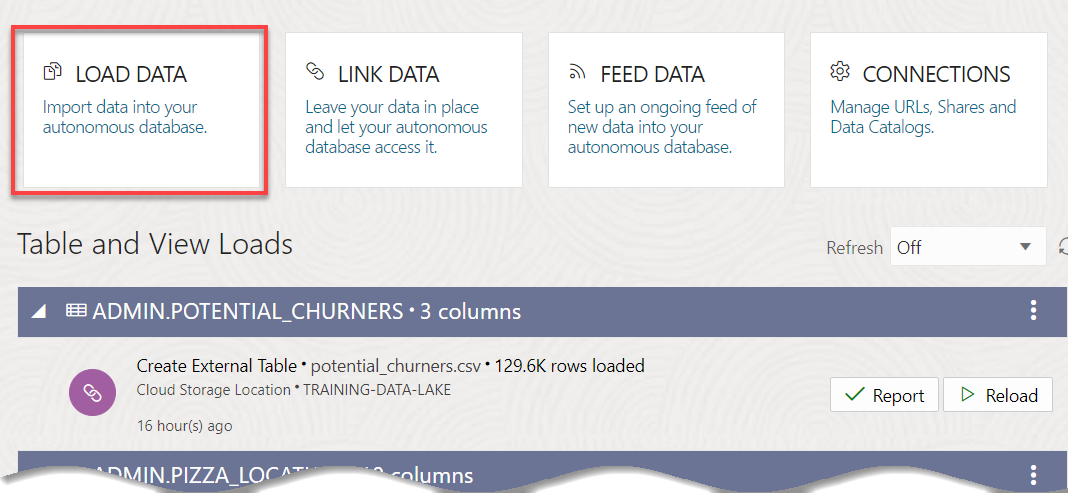 LOAD DATA
Import data into your
autonomous database.
LINK DATA
Leave your data in place
and let your autonomous
database access it.
FEED DATA
Set up an ongoing feed of
new data into your
autonomous database.
CONNECTIONS
Manage URLs, Shares and
Data Catalogs.
Table and View Loads
Refresh Off
ADMIN.POTENTIAL_CHURNERS • 3 columns
Create External Table • potential_churners.csv • 129.6K rows loaded
Cloud Storage Location • TRAINING-DATA-LAKE
16 hour(s) ago
Report Reload
columns